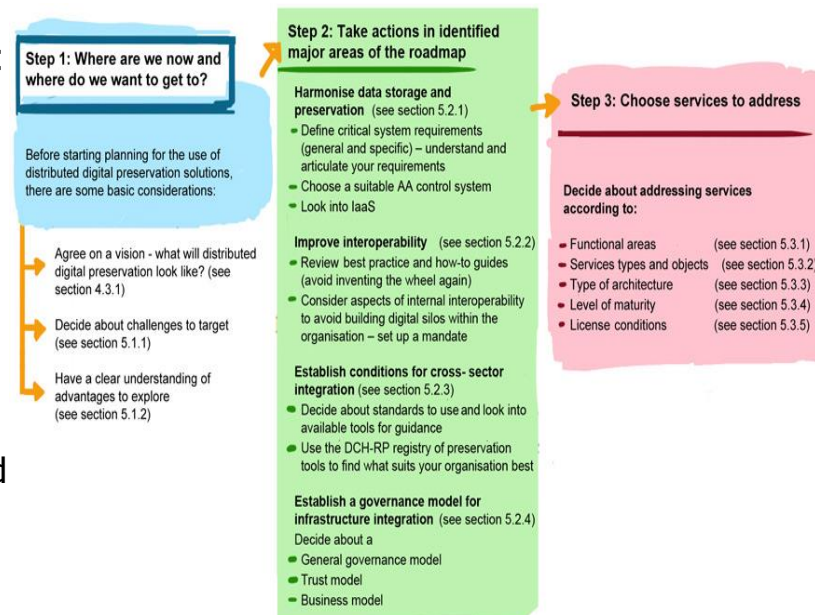 Step 1: Where are we now and
where do we want to get to?
Before starting planning for the use of
distributed digital preservation solutions,
there are some basic considerations:
Agree on a vision - what will distributed
digital preservation look like? (see
section 4.3.1)
Decide about challenges to target
(see section 5.1.1)
Have a clear understanding of
advantages to explore
(see section 5.1.2)
Step 2: Take actions in identified
major areas of the roadmap
Harmonise data storage and
preservation (see section 5.2.1)
Define critical system requirements
(general and specific) – understand and
articulate your requirements
Choose a suitable AA control system
Look into IaaS
Improve interoperability (see section 5.2.2)
Review best practice and how-to guides
(avoid inventing the wheel again)
Consider aspects of internal interoperability
to avoid building digital silos within the
organisation – set up a mandate
Establish conditions for cross- sector
integration (see section 5.2.3)
Decide about standards to use and look into
available tools for guidance
Use the DCH-RP registry of preservation
tools to find what suits your organisation best
Establish a governance model for
infrastructure integration (see section 5.2.4)
Decide about a
General governance model
Trust model
Business model
Step 3: Choose services to address
Decide about addressing services
according to:
Functional areas (see section 5.3.1)
Services types and objects (see section 5.3.2)
Type of architecture (see section 5.3.3)
Level of maturity (see section 5.3.4)
License conditions (see section 5.3.5)